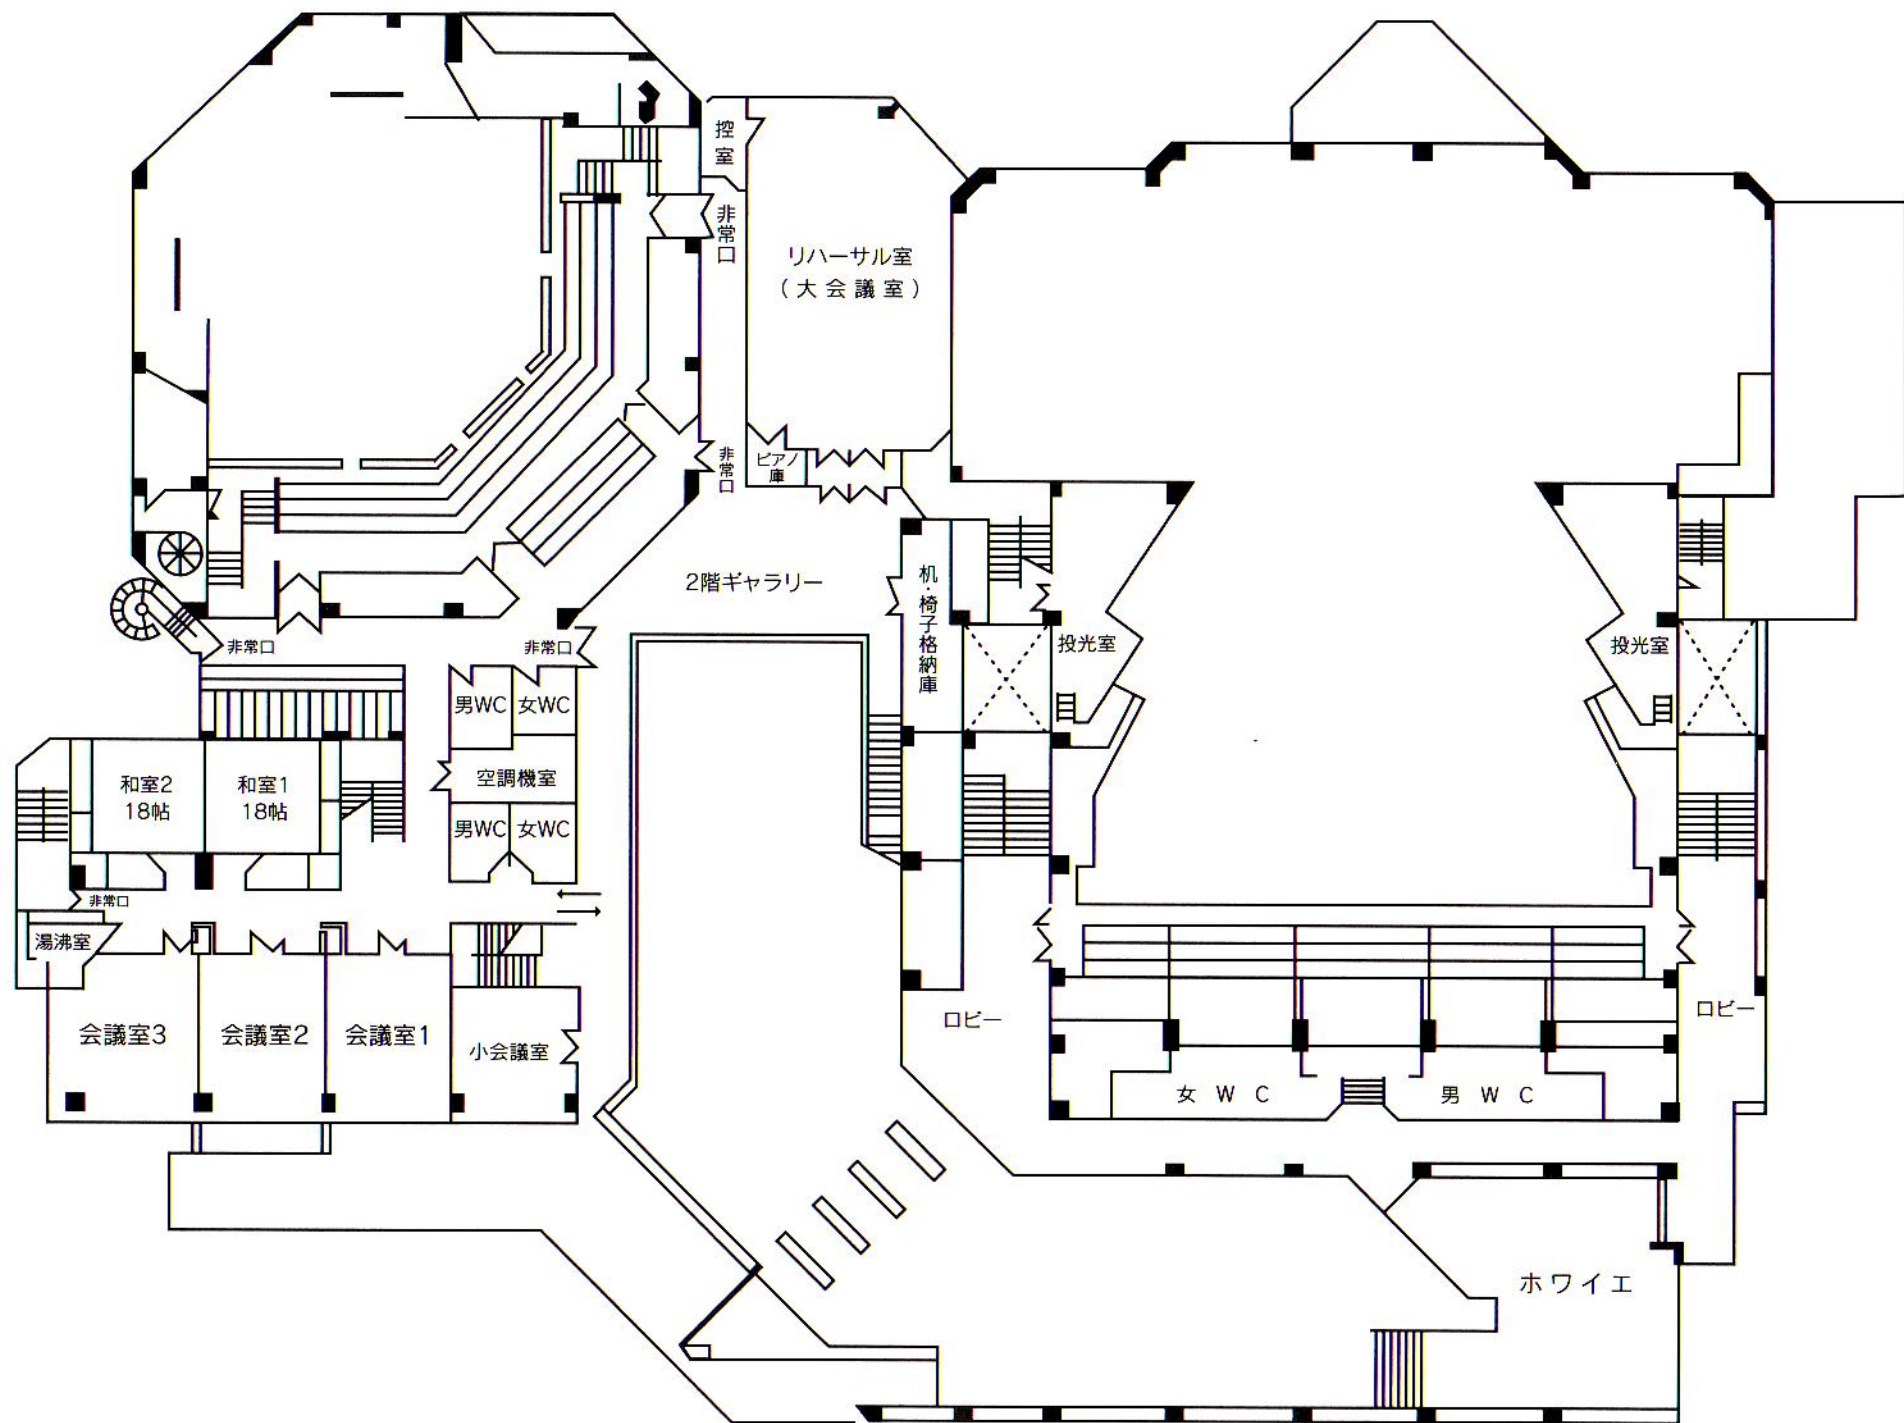 控
室
非
常
口
リハーサル室
（大会議室）
非
常
口
ピアノ
庫
2階ギャラリー
机
・
椅
子
格
納
庫
投光室
投光室
非常口
非常口
男WC
女WC
和室2
18帖
和室1
18帖
空調機室
男WC
女WC
非常口
湯沸室
会議室3
会議室2
会議室1
小会議室
ロビー
ロビー
女 W C
男 W C
ホワイエ